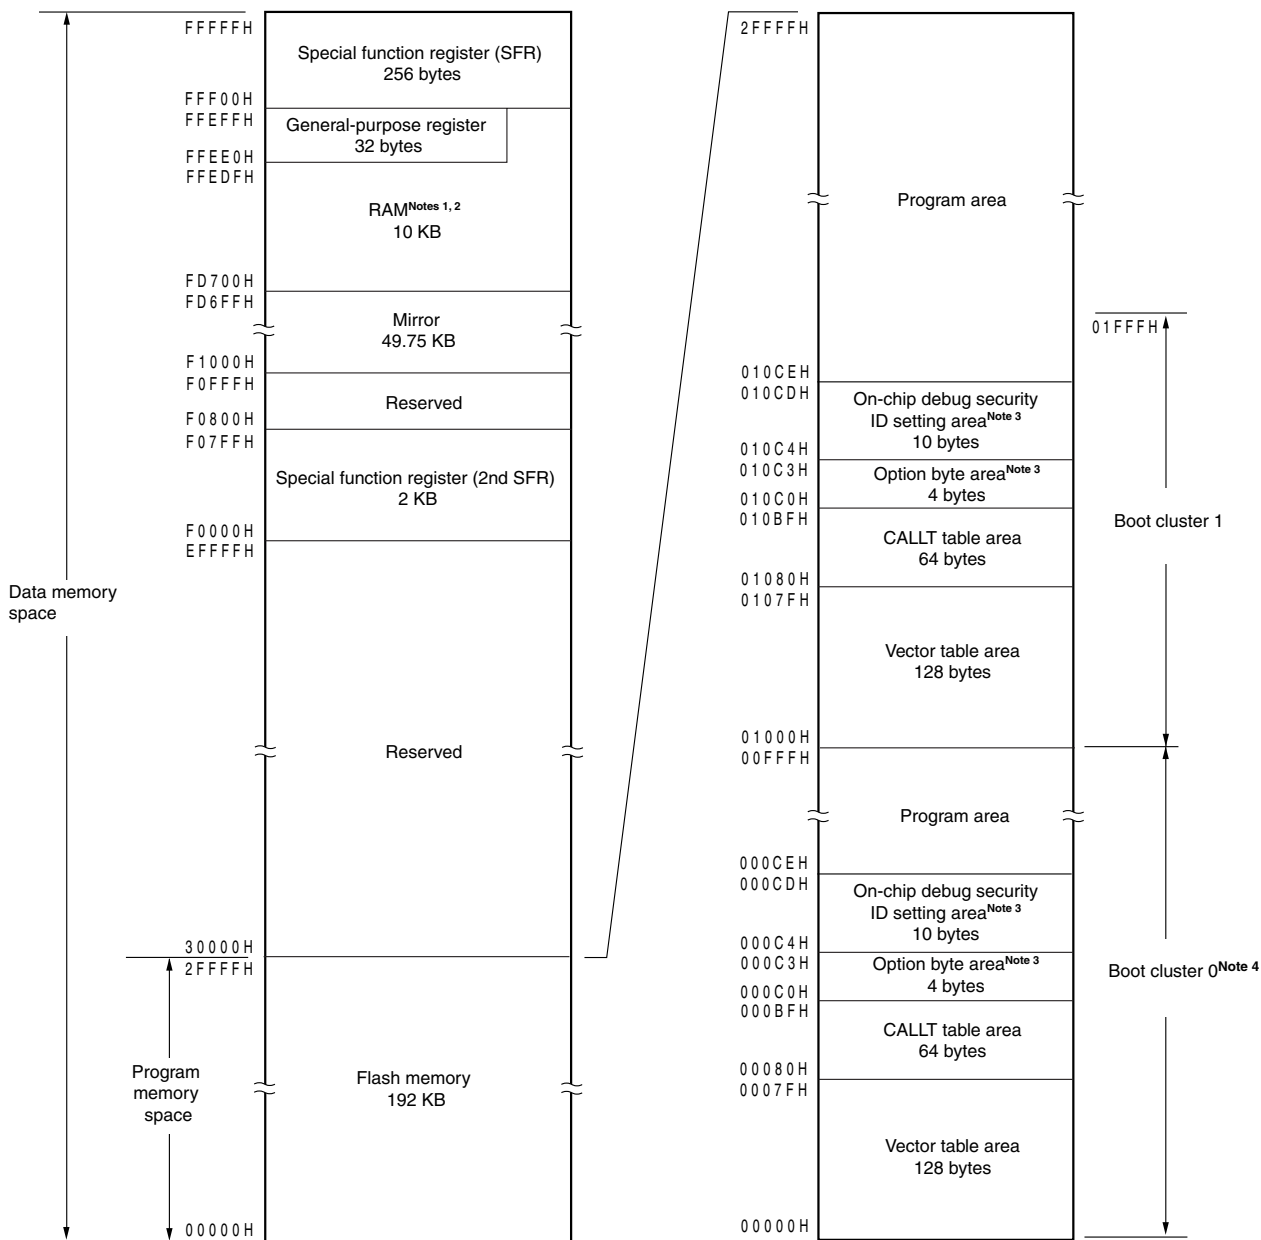 FFFFFH
Special function register (SFR)
256 bytes
FFF00H
FFEFFH
General-purpose register
32 bytes
FFEE0H
FFEDFH
RAMNotes 1, 2
10 KB
FD700H
FD6FFH
Mirror
49.75 KB
F1000H
F0FFFH
Reserved
F0800H
F07FFH
Special function register (2nd SFR)
2 KB
F0000H
EFFFFH
Data memory
space
Reserved
30000H
2FFFFH
Program
memory
space
Flash memory
192 KB
00000H
2FFFFH
Program area
01FFFH
010CEH
010CDH
On-chip debug security
ID setting areaNote 3
10 bytes
010C4H
010C3H
Option byte areaNote 3
4 bytes
010C0H
010BFH
CALLT table area
64 bytes
Boot cluster 1
01080H
0107FH
Vector table area
128 bytes
01000H
00FFFH
Program area
000CEH
000CDH
On-chip debug security
ID setting areaNote 3
10 bytes
000C4H
000C3H
Option byte areaNote 3
4 bytes
Boot cluster 0Note 4
000C0H
000BFH
CALLT table area
64 bytes
00080H
0007FH
Vector table area
128 bytes
00000H